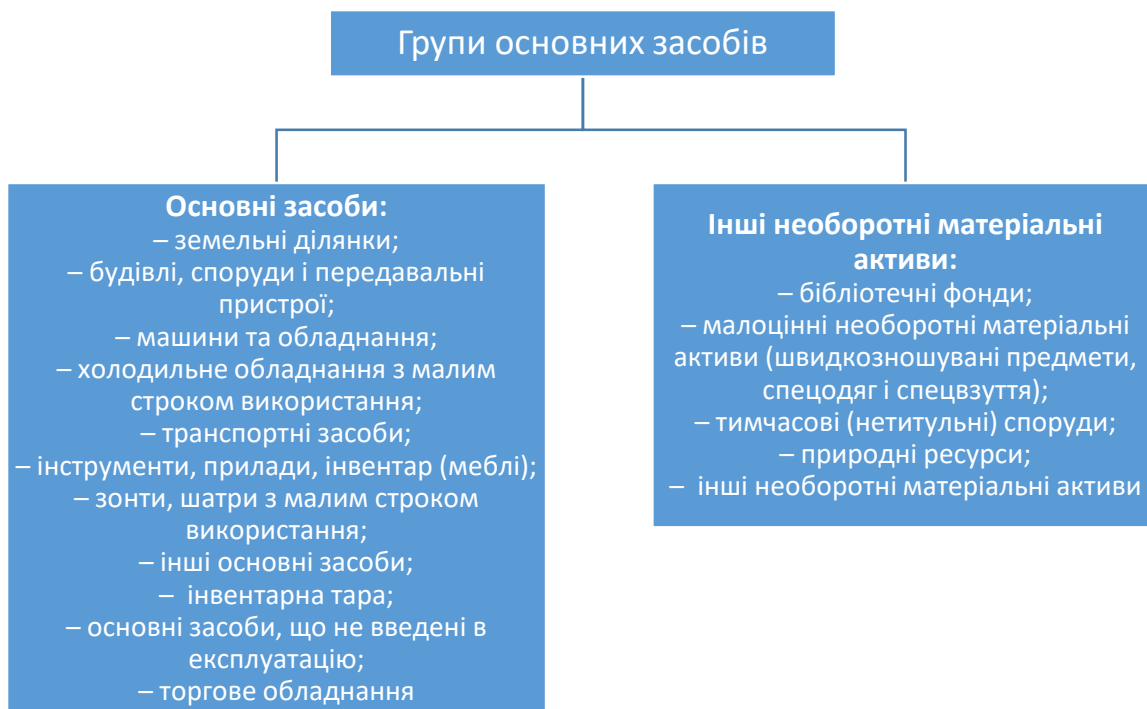 Групи основних засобів
Основні засоби:
– земельні ділянки;
– будівлі, споруди і передавальні
пристрої;
– машини та обладнання;
– холодильне обладнання з малим
строком використання;
– транспортні засоби;
– інструменти, прилади, інвентар (меблі);
– зонти, шатри з малим строком
використання;
– інші основні засоби;
– інвентарна тара;
– основні засоби, що не введені в
експлуатацію;
– торгове обладнання
Інші необоротні матеріальні
активи:
– бібліотечні фонди;
– малоцінні необоротні матеріальні
активи (швидкозношувані предмети,
спецодяг і спецвзуття);
– тимчасові (нетитульні) споруди;
– природні ресурси;
– інші необоротні матеріальні активи